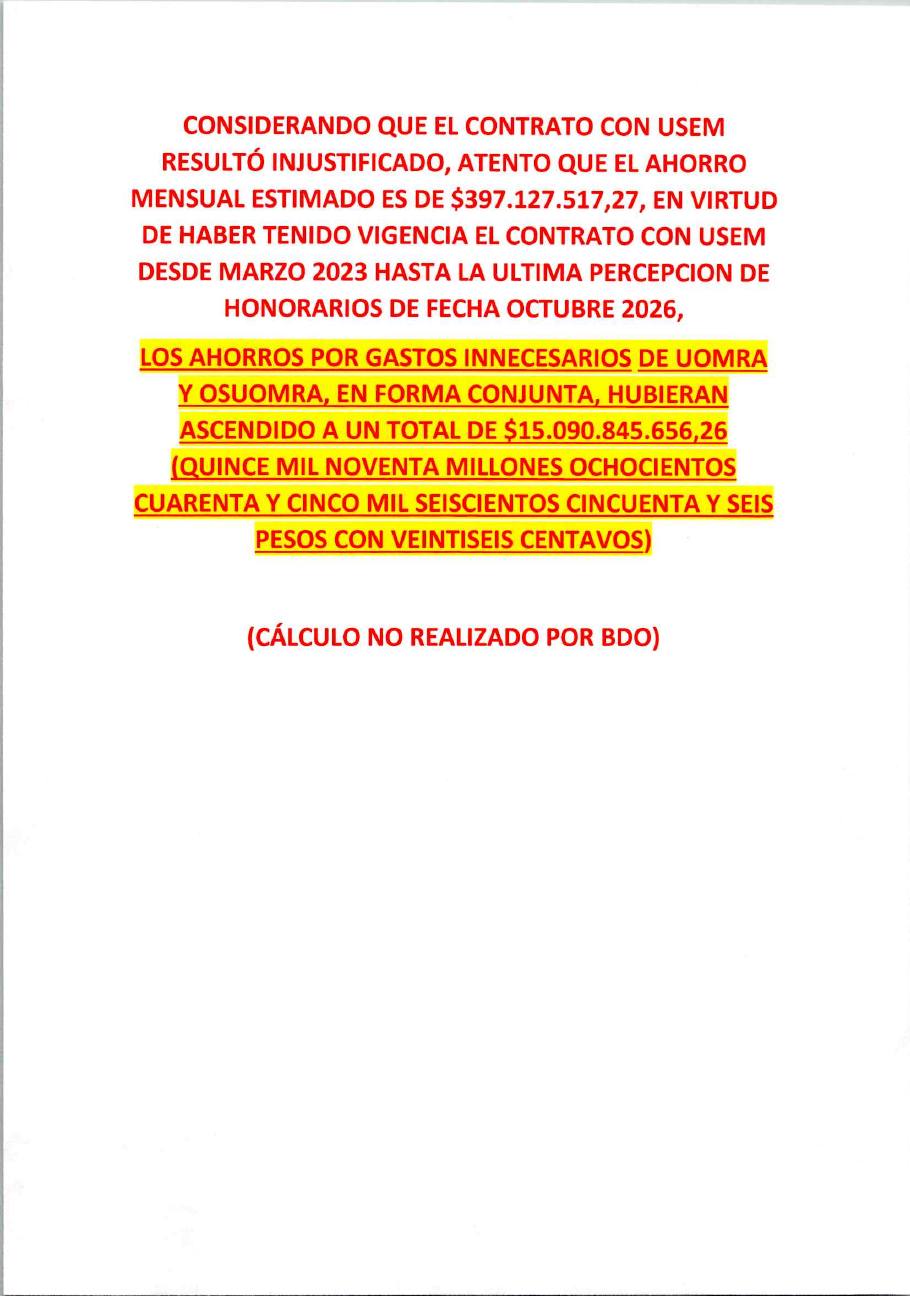 CONSIDERANDO QUE EL CONTRATO CON USEM
RESULTÓ INJUSTIFICADO, ATENTO QUE EL AHORRO
MENSUAL ESTIMADO ES DE $397.127.517,27, EN VIRTUD
DE HABER TENIDO VIGENCIA EL CONTRATO CON USEM
DESDE MARZO 2023 HASTA LA ULTIMA PERCEPCION DE
HONORARIOS DE FECHA OCTUBRE 2026,
LOS AHORROS POR GASTOS INNECESARIOS DE UOMRA
Y OSUOMRA, EN FORMA CONJUNTA, HUBIERAN
ASCENDIDO A UN TOTAL DE $15.090.845.656,26
(QUINCE MIL NOVENTA MILLONES OCHOCIENTOS
CUARENTA Y CINCO MIL SEISCIENTOS CINCUENTA Y SEIS
PESOS CON VEINTISEIS CENTAVOS)
(CÁLCULO NO REALIZADO POR BDO)